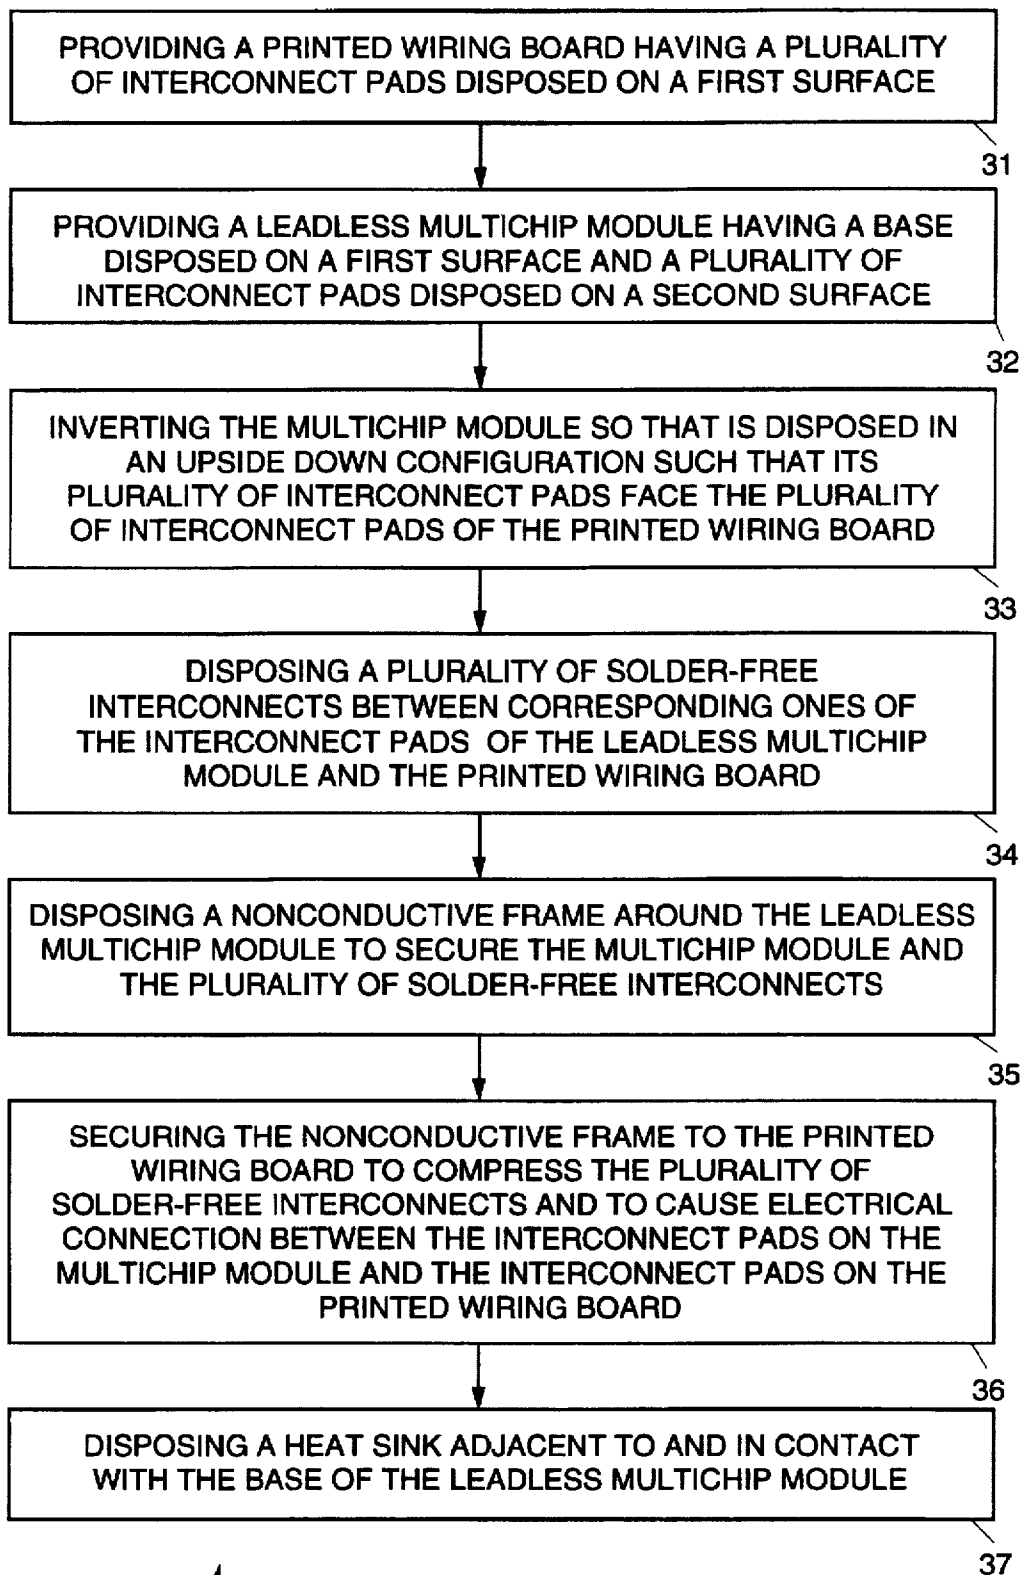 PROVIDING A PRINTED WIRING BOARD HAVING A PLURALITY
OF INTERCONNECT PADS DISPOSED ON A FIRST SURFACE
31
PROVIDING A LEADLESS MULTICHIP MODULE HAVING A BASE
DISPOSED ON A FIRST SURFACE AND A PLURALITY OF
INTERCONNECT PADS DISPOSED ON A SECOND SURFACE
32
INVERTING THE MULTICHIP MODULE SO THAT IS DISPOSED IN
AN UPSIDE DOWN CONFIGURATION SUCH THAT ITS
PLURALITY OF INTERCONNECT PADS FACE THE PLURALITY
OF INTERCONNECT PADS OF THE PRINTED WIRING BOARD
33
DISPOSING A PLURALITY OF SOLDER-FREE
INTERCONNECTS BETWEEN CORRESPONDING ONES OF
THE INTERCONNECT PADS OF THE LEADLESS MULTICHIP
MODULE AND THE PRINTED WIRING BOARD
34
DISPOSING A NONCONDUCTIVE FRAME AROUND THE LEADLESS
MULTICHIP MODULE TO SECURE THE MULTICHIP MODULE AND
THE PLURALITY OF SOLDER-FREE INTERCONNECTS
35
SECURING THE NONCONDUCTIVE FRAME TO THE PRINTED
WIRING BOARD TO COMPRESS THE PLURALITY OF
SOLDER-FREE INTERCONNECTS AND TO CAUSE ELECTRICAL
CONNECTION BETWEEN THE INTERCONNECT PADS ON THE
MULTICHIP MODULE AND THE INTERCONNECT PADS ON THE
PRINTED WIRING BOARD
36
DISPOSING A HEAT SINK ADJACENT TO AND IN CONTACT
WITH THE BASE OF THE LEADLESS MULTICHIP MODULE
37